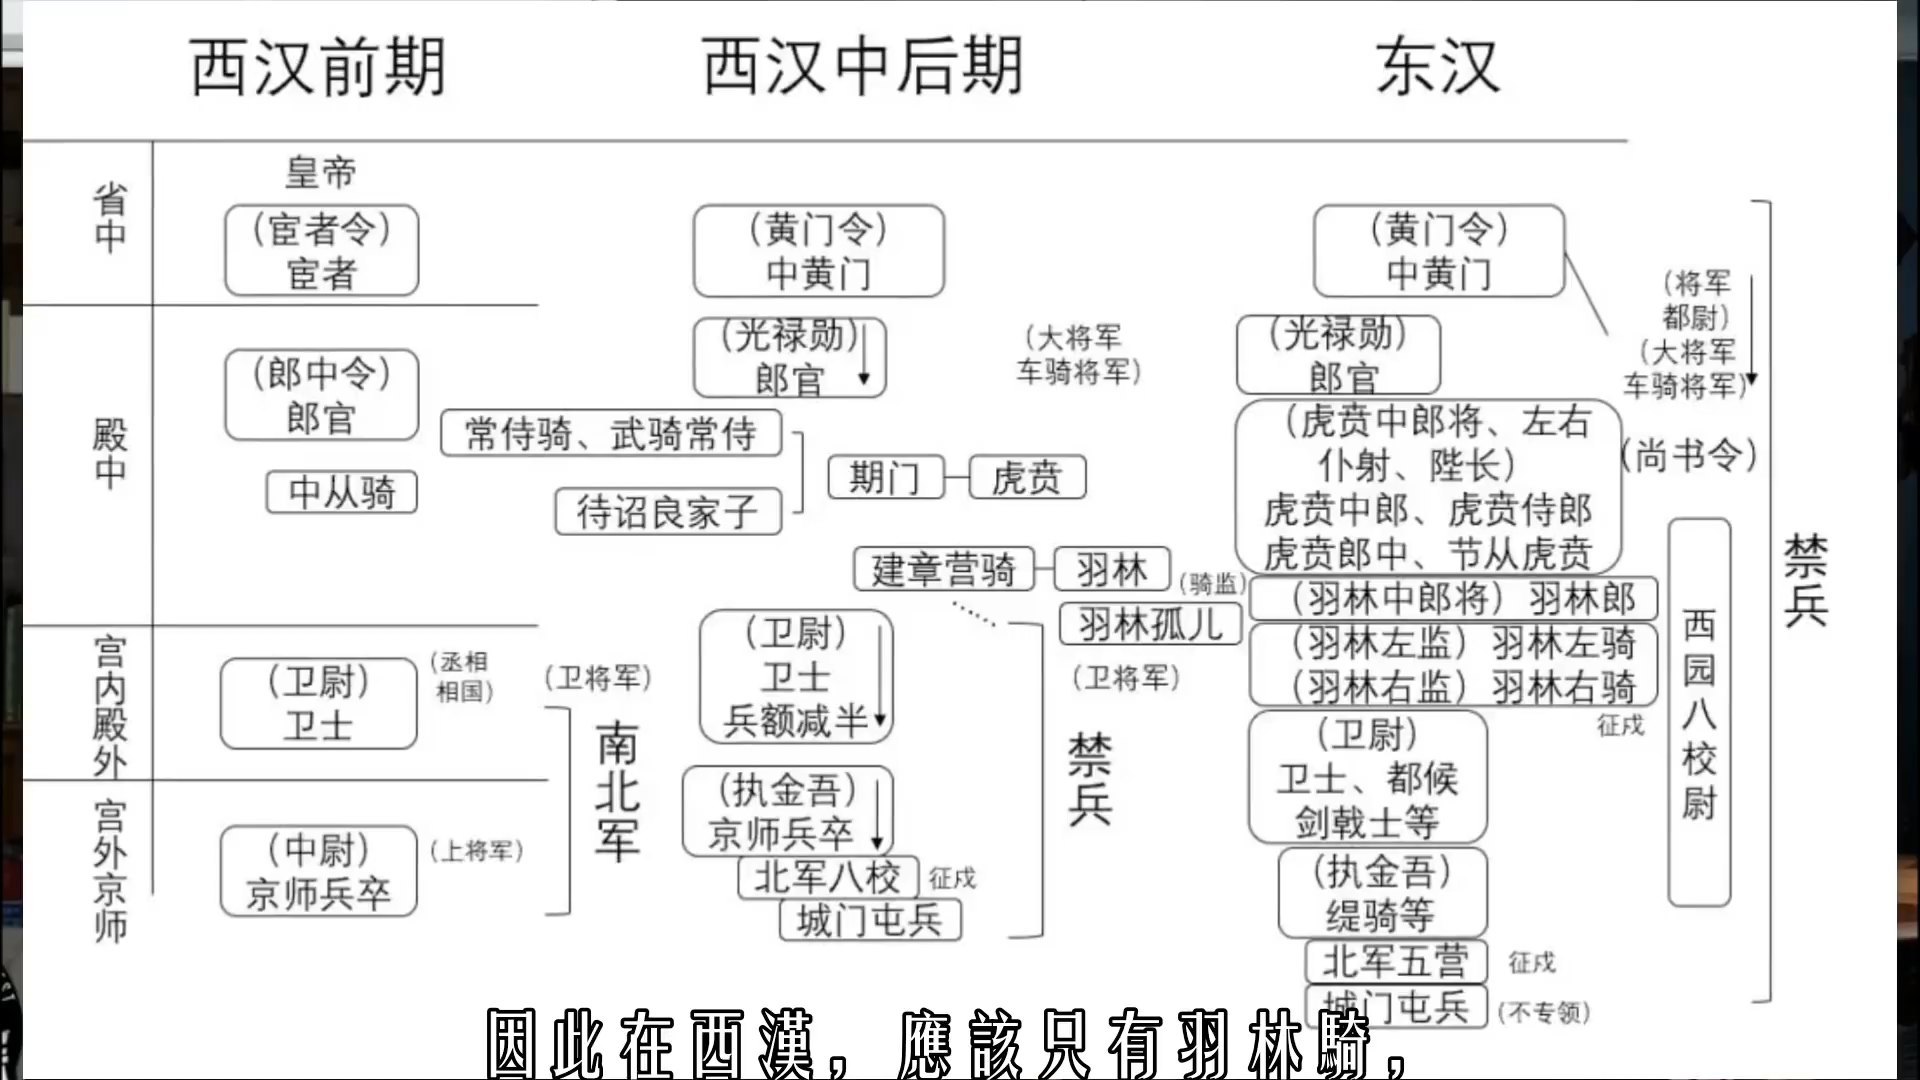 西汉前期
西汉中后期
东汉
省中
皇帝
（宦者令）
宦者
（黄门令）
中黄门
（黄门令）
中黄门
殿中
（郎中令）
郎官
中从骑
（光禄勋）
郎官
（大将军
车骑将军）
常侍骑、武骑常侍
待诏良家子
期门
虎贲
建章营骑
羽林
（骑监）
羽林孤儿
（光禄勋）
郎官
（虎贲中郎将、左右
仆射、陛长）
虎贲中郎、虎贲侍郎
虎贲郎中、节从虎贲
（羽林中郎将）羽林郎
（羽林左监）羽林左骑
（羽林右监）羽林右骑
征戍
（将军
都尉）
（大将军
车骑将军）
（尚书令）
宫内殿外
（卫尉）
卫士
（丞相
相国）
（卫将军）
（卫尉）
卫士
兵额减半
（卫将军）
（卫尉）
卫士、都候
剑戟士等
宫外京师
（中尉）
京师兵卒
（上将军）
南北军
（执金吾）
京师兵卒
北军八校
征戍
城门屯兵
禁兵
（执金吾）
缇骑等
北军五营
征戍
城门屯兵
（不专领）
西园八校尉
禁兵
因此在西漢，應該只有羽林騎，